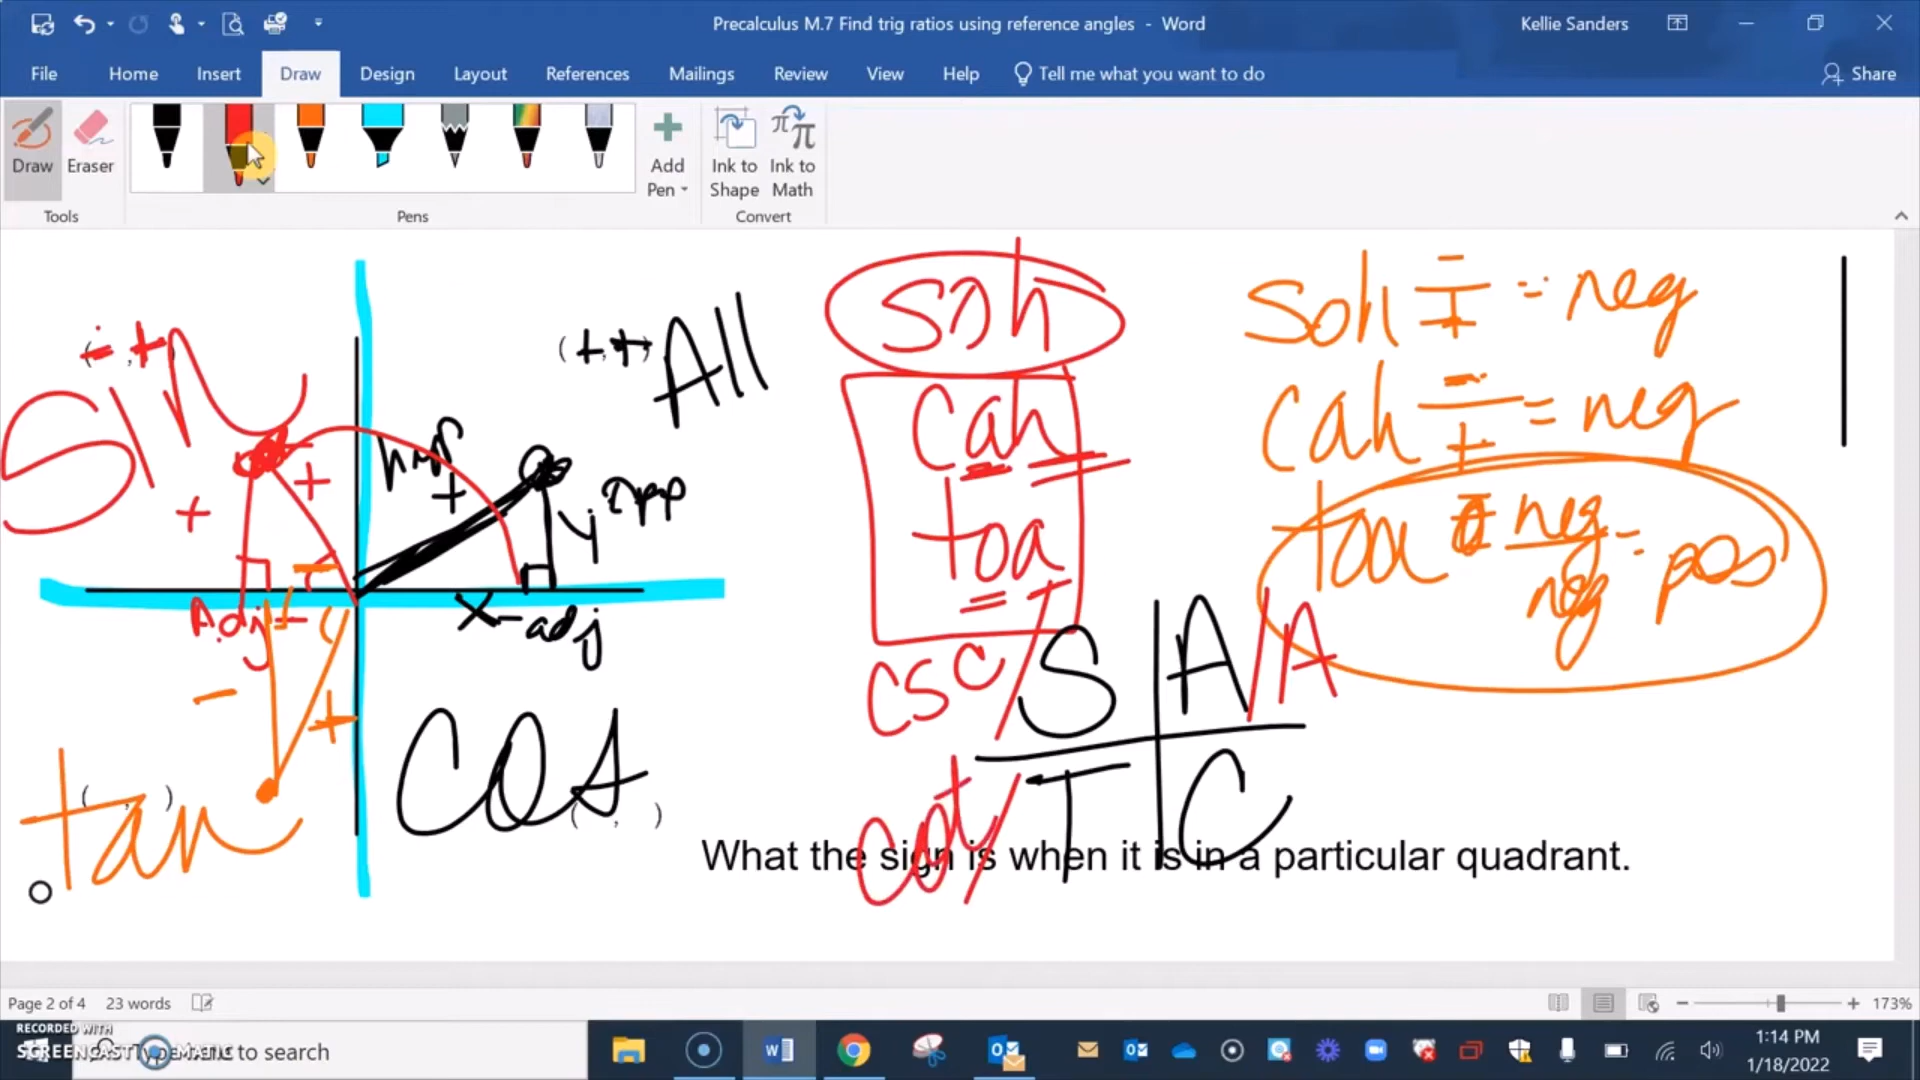 Precalculus M.7 Find trig ratios using reference angles - Word
Kellie Sanders
File Home Insert Draw Design Layout References Mailings Review View Help Tell me what you want to do Share
Draw Eraser
Add Pen
Ink to Shape
Ink to Math
Tools Pens Convert
(-,+) (+,+)
All
Sin
hyp
+ + +
y opp
Adj -
x-adj
- +
tan
cos
( , ) ( , )
soh
cah
toa
csc/
cot/
S A/A
T C
soh -/+ = neg
cah -/+ = neg
toa neg/neg = pos
What the sign is when it is in a particular quadrant.
Page 2 of 4 23 words
173%
RECORDED WITH
SCREENCAST MATIC
Type here to search
1:14 PM
1/18/2022